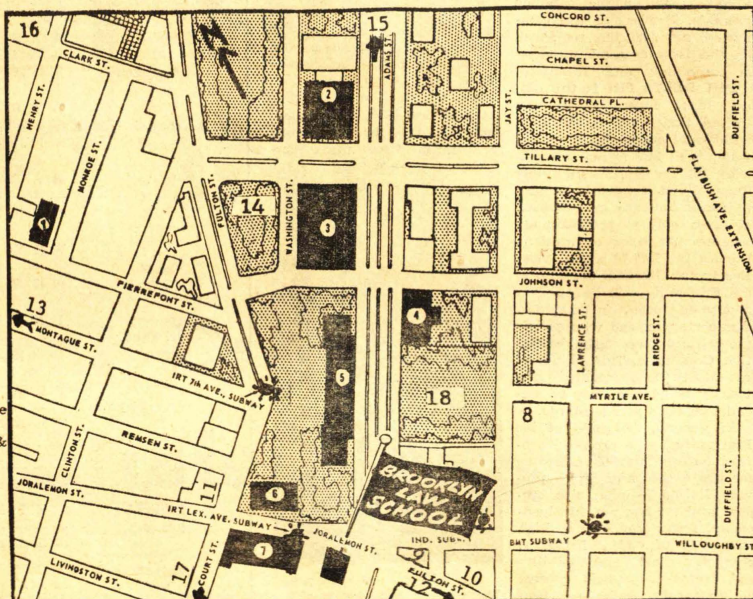 CONCORD ST.
15
16
CLARK ST.
ADAMS ST.
CHAPEL ST.
N
HENRY ST.
2
JAY ST.
CATHEDRAL PL.
DUFFIELD ST.
MONROE ST.
TILLARY ST.
FLATBUSH AVE. EXTENSION
FULTON ST.
14
WASHINGTON ST.
3
PIERREPONT ST.
JOHNSON ST.
13
MONTAGUE ST.
4
LAWRENCE ST.
BRIDGE ST.
IRT 7th AVE., SUBWAY
5
18
MYRTLE AVE.
8
e
&
REMSEN ST.
CLINTON ST.
BROOKLYN
LAW
SCHOOL
JORALEMON ST.
11
6
DUFFIELD ST.
IRT LEX. AVE. SUBWAY
JORALEMON ST.
IND. SUBW
BMT SUBWAY
WILLOUGHBY ST
7
9
10
LIVINGSTON ST.
17
COURT ST.
FULTON ST.
12